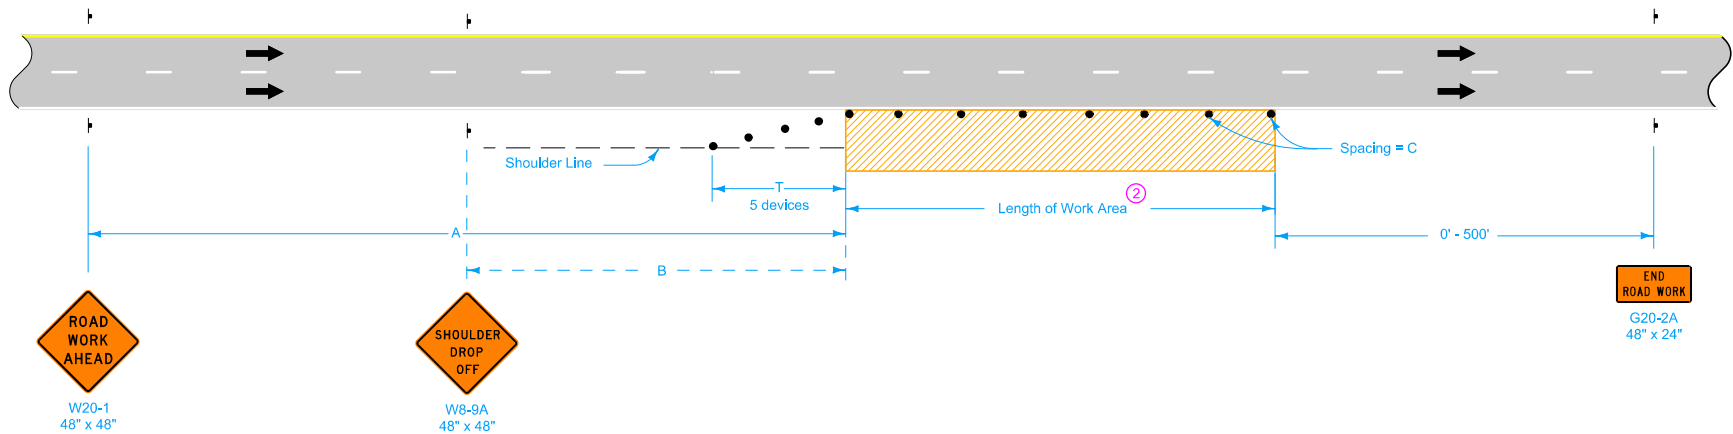 Shoulder Line
Spacing = C
T
5 devices
2
Length of Work Area
A
0' - 500'
B
ROAD
WORK
AHEAD
SHOULDER
DROP
OFF
END
ROAD WORK
W20-1
48" x 48"
W8-9A
48" x 48"
G20-2A
48" x 24"